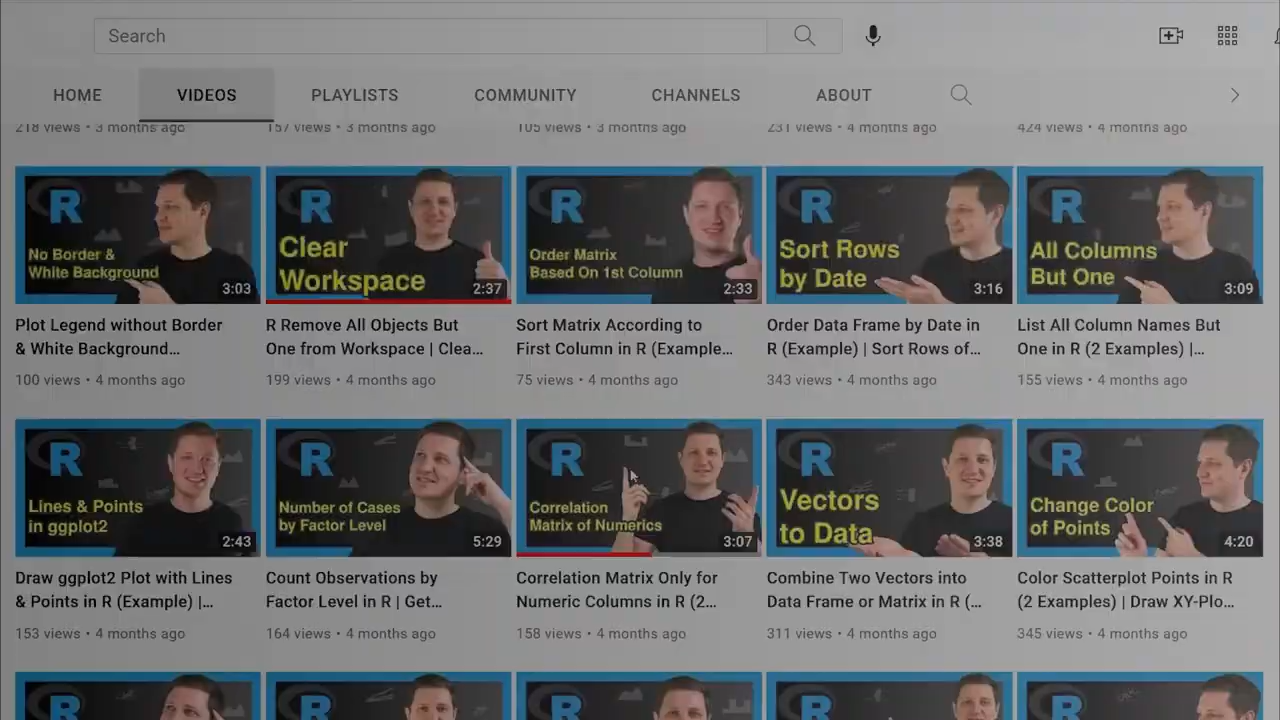 Search
HOME VIDEOS PLAYLISTS COMMUNITY CHANNELS ABOUT
218 views • 3 months ago 157 views • 3 months ago 105 views • 3 months ago 231 views • 4 months ago 424 views • 4 months ago
R R R R R
No Border &
White Background
3:03
Clear
Workspace
2:37
Order Matrix
Based On 1st Column
2:33
Sort Rows
by Date
3:16
All Columns
But One
3:09
Plot Legend without Border
& White Background…
100 views • 4 months ago
R Remove All Objects But
One from Workspace | Clea…
199 views • 4 months ago
Sort Matrix According to
First Column in R (Example…
75 views • 4 months ago
Order Data Frame by Date in
R (Example) | Sort Rows of…
343 views • 4 months ago
List All Column Names But
One in R (2 Examples) |…
155 views • 4 months ago
R R R R R
Lines & Points
in ggplot2
2:43
Number of Cases
by Factor Level
5:29
Correlation
Matrix of Numerics
3:07
Vectors
to Data
3:38
Change Color
of Points
4:20
Draw ggplot2 Plot with Lines
& Points in R (Example) |…
153 views • 4 months ago
Count Observations by
Factor Level in R | Get…
164 views • 4 months ago
Correlation Matrix Only for
Numeric Columns in R (2…
158 views • 4 months ago
Combine Two Vectors into
Data Frame or Matrix in R (…
311 views • 4 months ago
Color Scatterplot Points in R
(2 Examples) | Draw XY-Plo…
345 views • 4 months ago
R R R R R